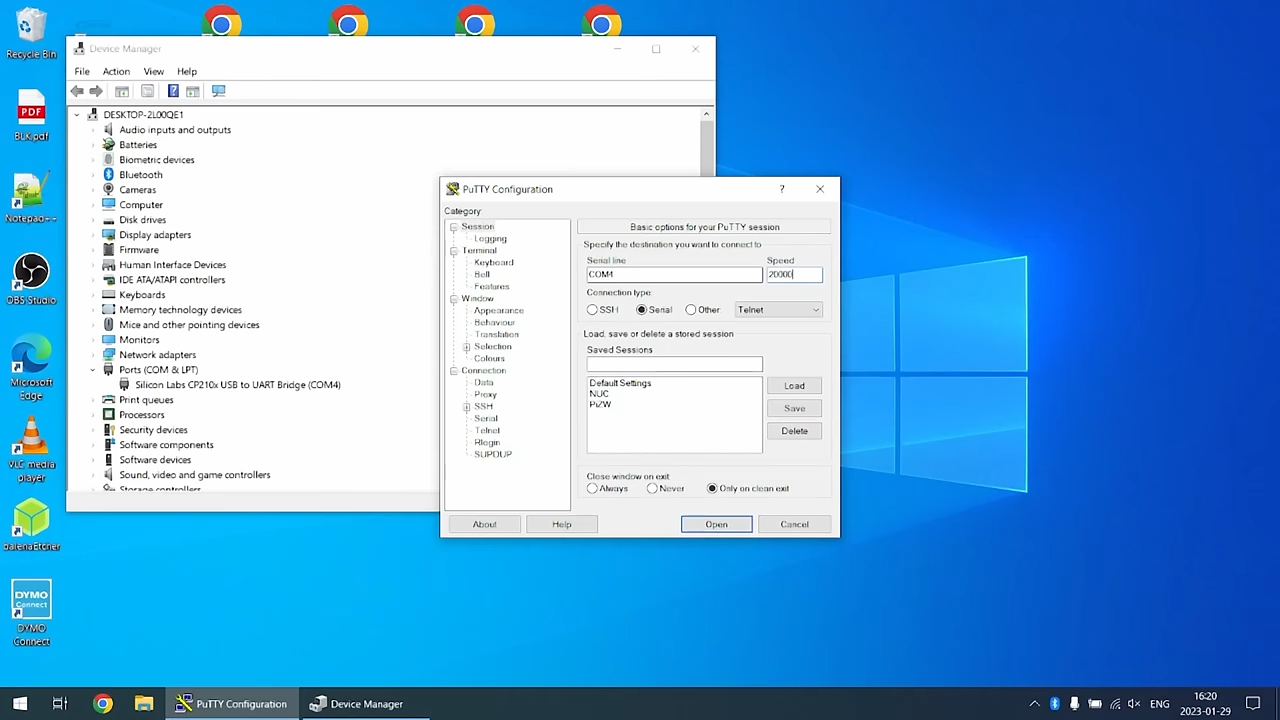 Recycle Bin
PDF
BLK.pdf
Notepad++
OBS Studio
Microsoft
Edge
VLC media
player
balenaEtcher
DYMO
Connect
DYMO
Connect
Device Manager
File Action View Help
DESKTOP-2L00QE1
Audio inputs and outputs
Batteries
Biometric devices
Bluetooth
Cameras
Computer
Disk drives
Display adapters
Firmware
Human Interface Devices
IDE ATA/ATAPI controllers
Keyboards
Memory technology devices
Mice and other pointing devices
Monitors
Network adapters
Ports (COM & LPT)
Silicon Labs CP210x USB to UART Bridge (COM4)
Print queues
Processors
Security devices
Software components
Software devices
Sound, video and game controllers
Storage controllers
PuTTY Configuration ?
Category:
Session
Logging
Terminal
Keyboard
Bell
Features
Window
Appearance
Behaviour
Translation
Selection
Colours
Connection
Data
Proxy
SSH
Serial
Telnet
Rlogin
SUPDUP
Basic options for your PuTTY session
Specify the destination you want to connect to
Serial line Speed
COM4 20000
Connection type:
SSH Serial Other: Telnet
Load, save or delete a stored session
Saved Sessions
Default Settings
NUC
PiZW
Load
Save
Delete
Close window on exit
Always Never Only on clean exit
About Help Open Cancel
PuTTY Configuration Device Manager
ENG
16:20
2023-01-29